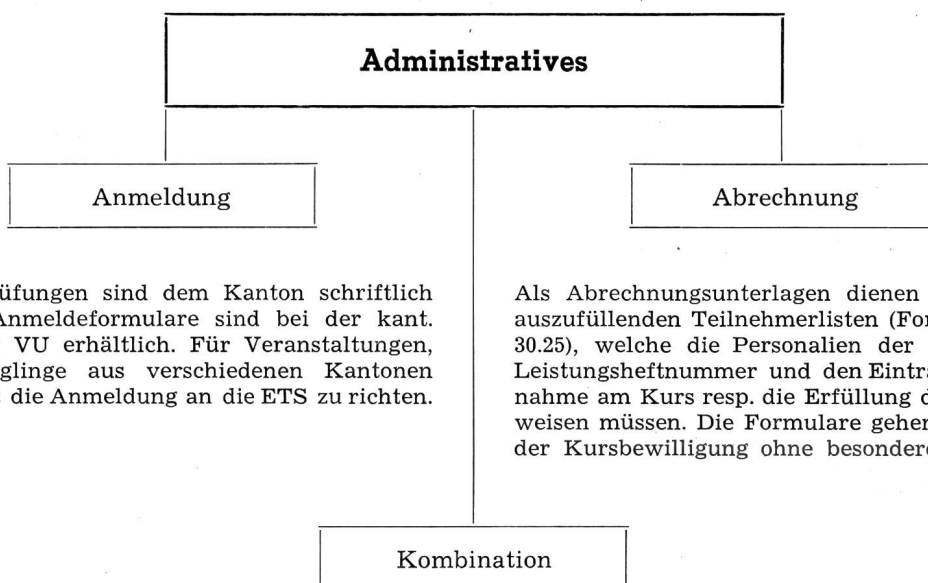 Administratives
Anmeldung
Abrechnung
sind dem Kanton schriftlich
Anmeldeformulare sind bei der kant.
VU erhältlich. Für Veranstaltungen,
aus verschiedenen Kantonen
die Anmeldung an die ETS zu richten.
Als Abrechnungsunterlagen dienen
auszufüllenden Teilnehmerlisten (For
30.25), welche die Personalien der
Leistungsheftnummer und den Eintra
nahme am Kurs resp. die Erfüllung d
weisen müssen. Die Formulare gehen
der Kursbewilligung ohne besondere
Kombination